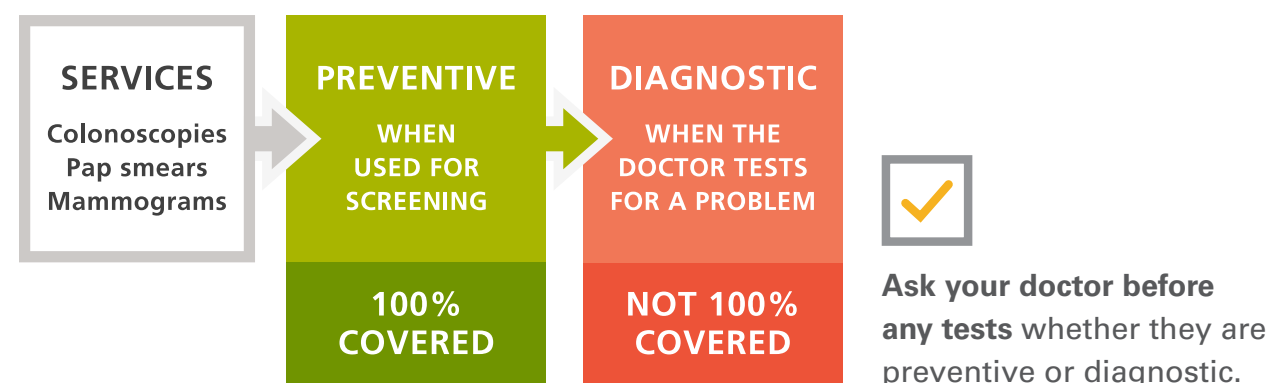 SERVICES
Colonoscopies
Pap smears
Mammograms
PREVENTIVE
WHEN
USED FOR
SCREENING
100%
COVERED
DIAGNOSTIC
WHEN THE
DOCTOR TESTS
FOR A PROBLEM
NOT 100%
COVERED
Ask your doctor before
any tests whether they are
preventive or diagnostic.